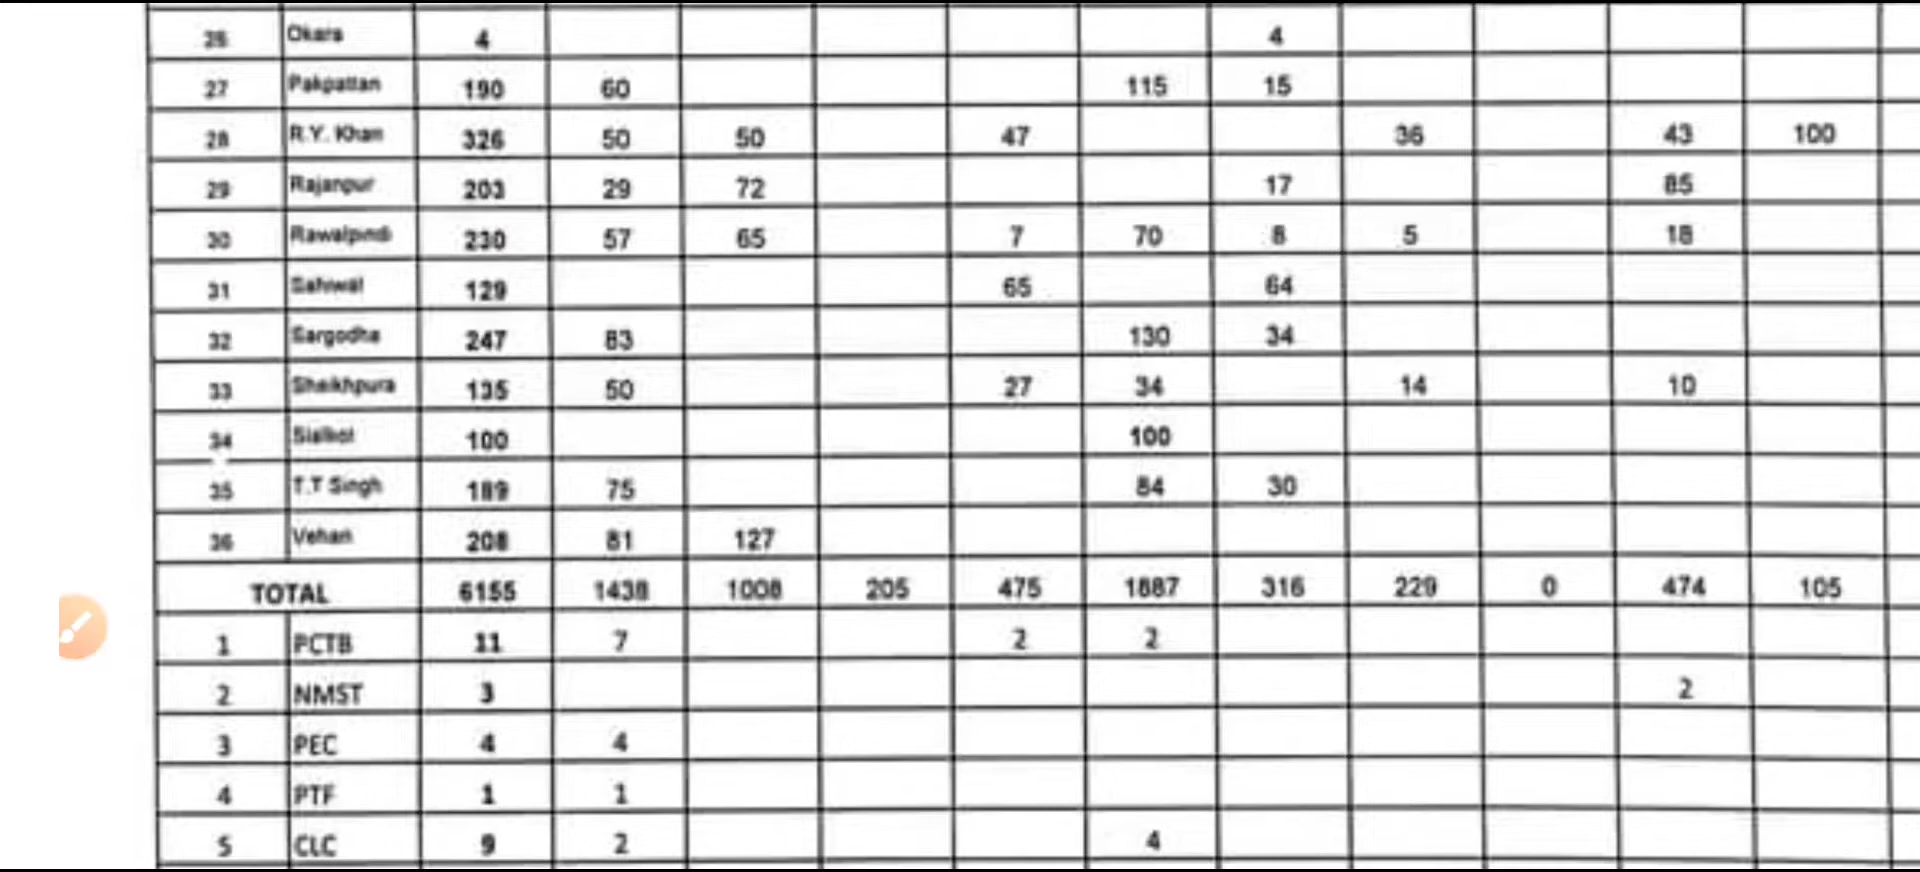 26 Okara 4 4
27 Pakpattan 190 60 115 15
28 R.Y. Khan 326 50 50 47 36 43 100
29 Rajanpur 203 29 72 17 85
30 Rawalpindi 230 57 65 7 70 8 5 18
31 Sahiwal 129 65 64
32 Sargodha 247 83 130 34
33 Sheikhpura 135 50 27 34 14 10
34 Sialkot 100 100
35 T.T Singh 189 75 84 30
36 Vehari 208 81 127
TOTAL 6155 1438 1008 205 475 1887 316 229 0 474 105
1 PCTB 11 7 2 2
2 NMST 3 2
3 PEC 4 4
4 PTF 1 1
5 CLC 9 2 4